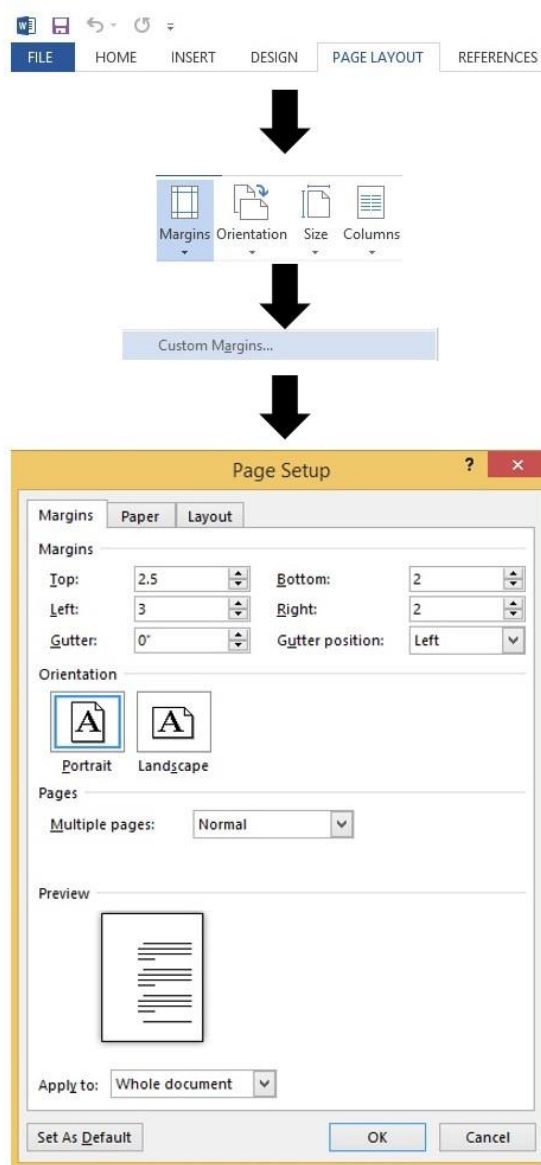 FILE HOME INSERT DESIGN PAGE LAYOUT REFERENCES
Margins Orientation Size Columns
Custom Margins...
Page Setup ? ×
Margins Paper Layout
Margins
Top: 2.5 Bottom: 2
Left: 3 Right: 2
Gutter: 0" Gutter position: Left
Orientation
A A
Portrait Landscape
Pages
Multiple pages: Normal
Preview
Apply to: Whole document
Set As Default OK Cancel